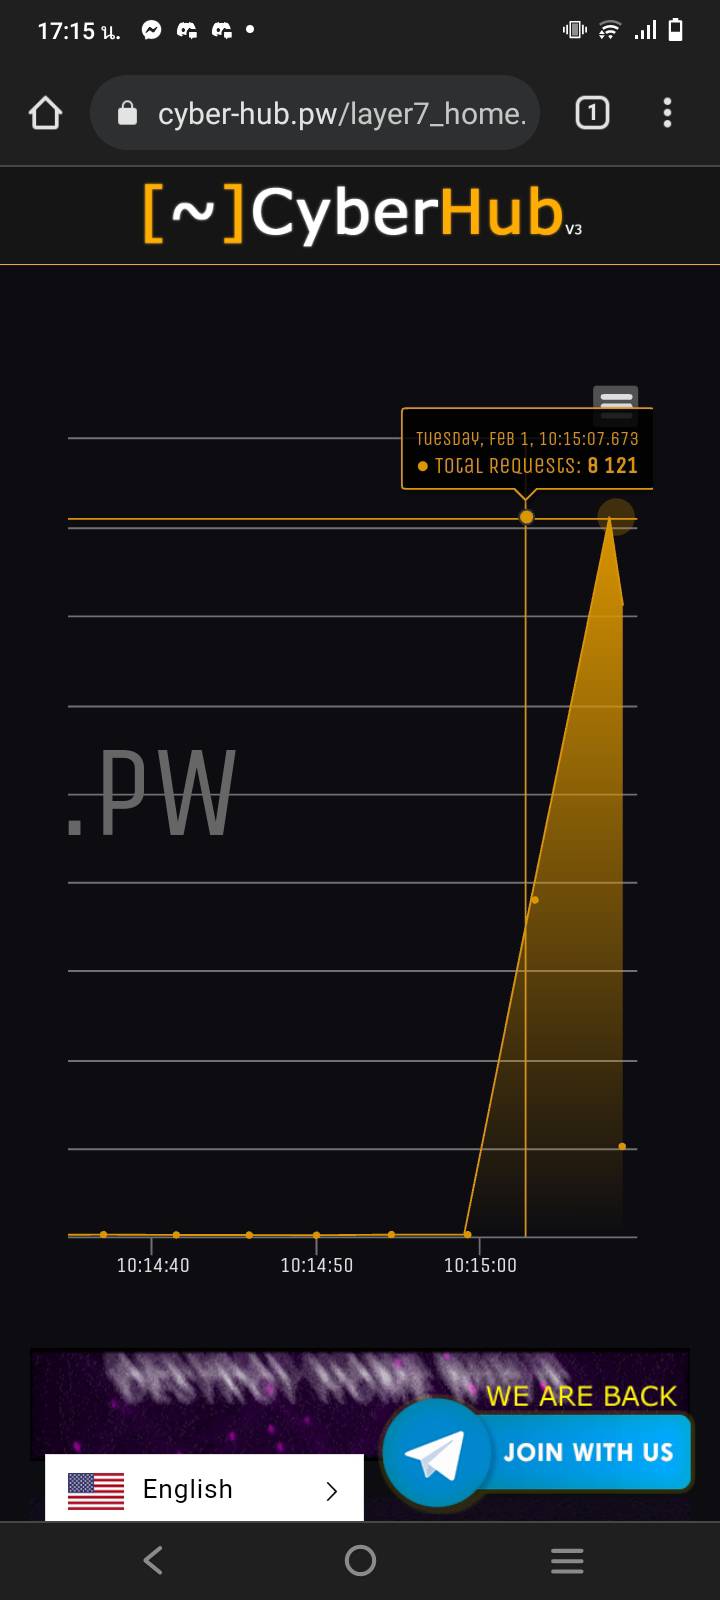 17:15 น.
1
cyber-hub.pw/layer7_home.
[~]CyberHub V3
Tuesday, Feb 1, 10:15:07.673
Total Requests: 8 121
.PW
10:14:40 10:14:50 10:15:00
WE ARE BACK
JOIN WITH US
English